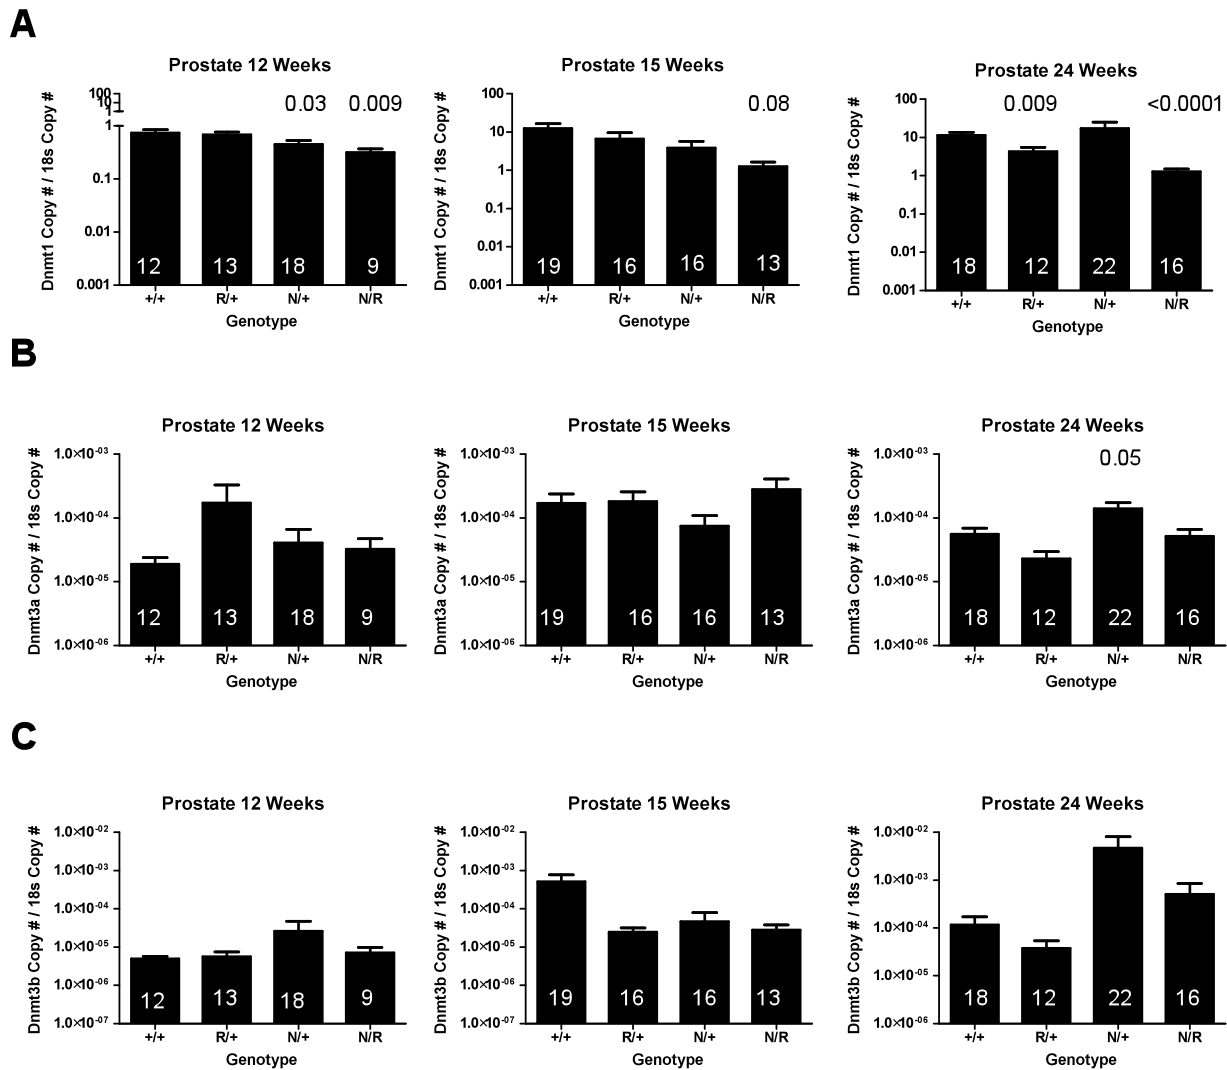 A
Prostate 12 Weeks
Dnmt1 Copy # / 18s Copy #
100
10
1
1
0.1
0.01
0.001
0.03
0.009
12
13
18
9
+/+
R/+
N/+
N/R
Genotype
Prostate 15 Weeks
Dnmt1 Copy # / 18s Copy #
100
10
1
0.1
0.01
0.001
0.08
19
16
16
13
+/+
R/+
N/+
N/R
Genotype
Prostate 24 Weeks
Dnmt1 Copy # / 18s Copy #
100
10
1
0.1
0.01
0.001
0.009
<0.0001
18
12
22
16
+/+
R/+
N/+
N/R
Genotype
B
Prostate 12 Weeks
Dnmt3a Copy # / 18s Copy #
1.0×10-03
1.0×10-04
1.0×10-05
1.0×10-06
12
13
18
9
+/+
R/+
N/+
N/R
Genotype
Prostate 15 Weeks
Dnmt3a Copy # / 18s Copy #
1.0×10-03
1.0×10-04
1.0×10-05
1.0×10-06
19
16
16
13
+/+
R/+
N/+
N/R
Genotype
Prostate 24 Weeks
Dnmt3a Copy # / 18s Copy #
1.0×10-03
1.0×10-04
1.0×10-05
1.0×10-06
0.05
18
12
22
16
+/+
R/+
N/+
N/R
Genotype
C
Prostate 12 Weeks
Dnmt3b Copy # / 18s Copy #
1.0×10-02
1.0×10-03
1.0×10-04
1.0×10-05
1.0×10-06
1.0×10-07
12
13
18
9
+/+
R/+
N/+
N/R
Genotype
Prostate 15 Weeks
Dnmt3b Copy # / 18s Copy #
1.0×10-02
1.0×10-03
1.0×10-04
1.0×10-05
1.0×10-06
1.0×10-07
19
16
16
13
+/+
R/+
N/+
N/R
Genotype
Prostate 24 Weeks
Dnmt3b Copy # / 18s Copy #
1.0×10-02
1.0×10-03
1.0×10-04
1.0×10-05
1.0×10-06
18
12
22
16
+/+
R/+
N/+
N/R
Genotype